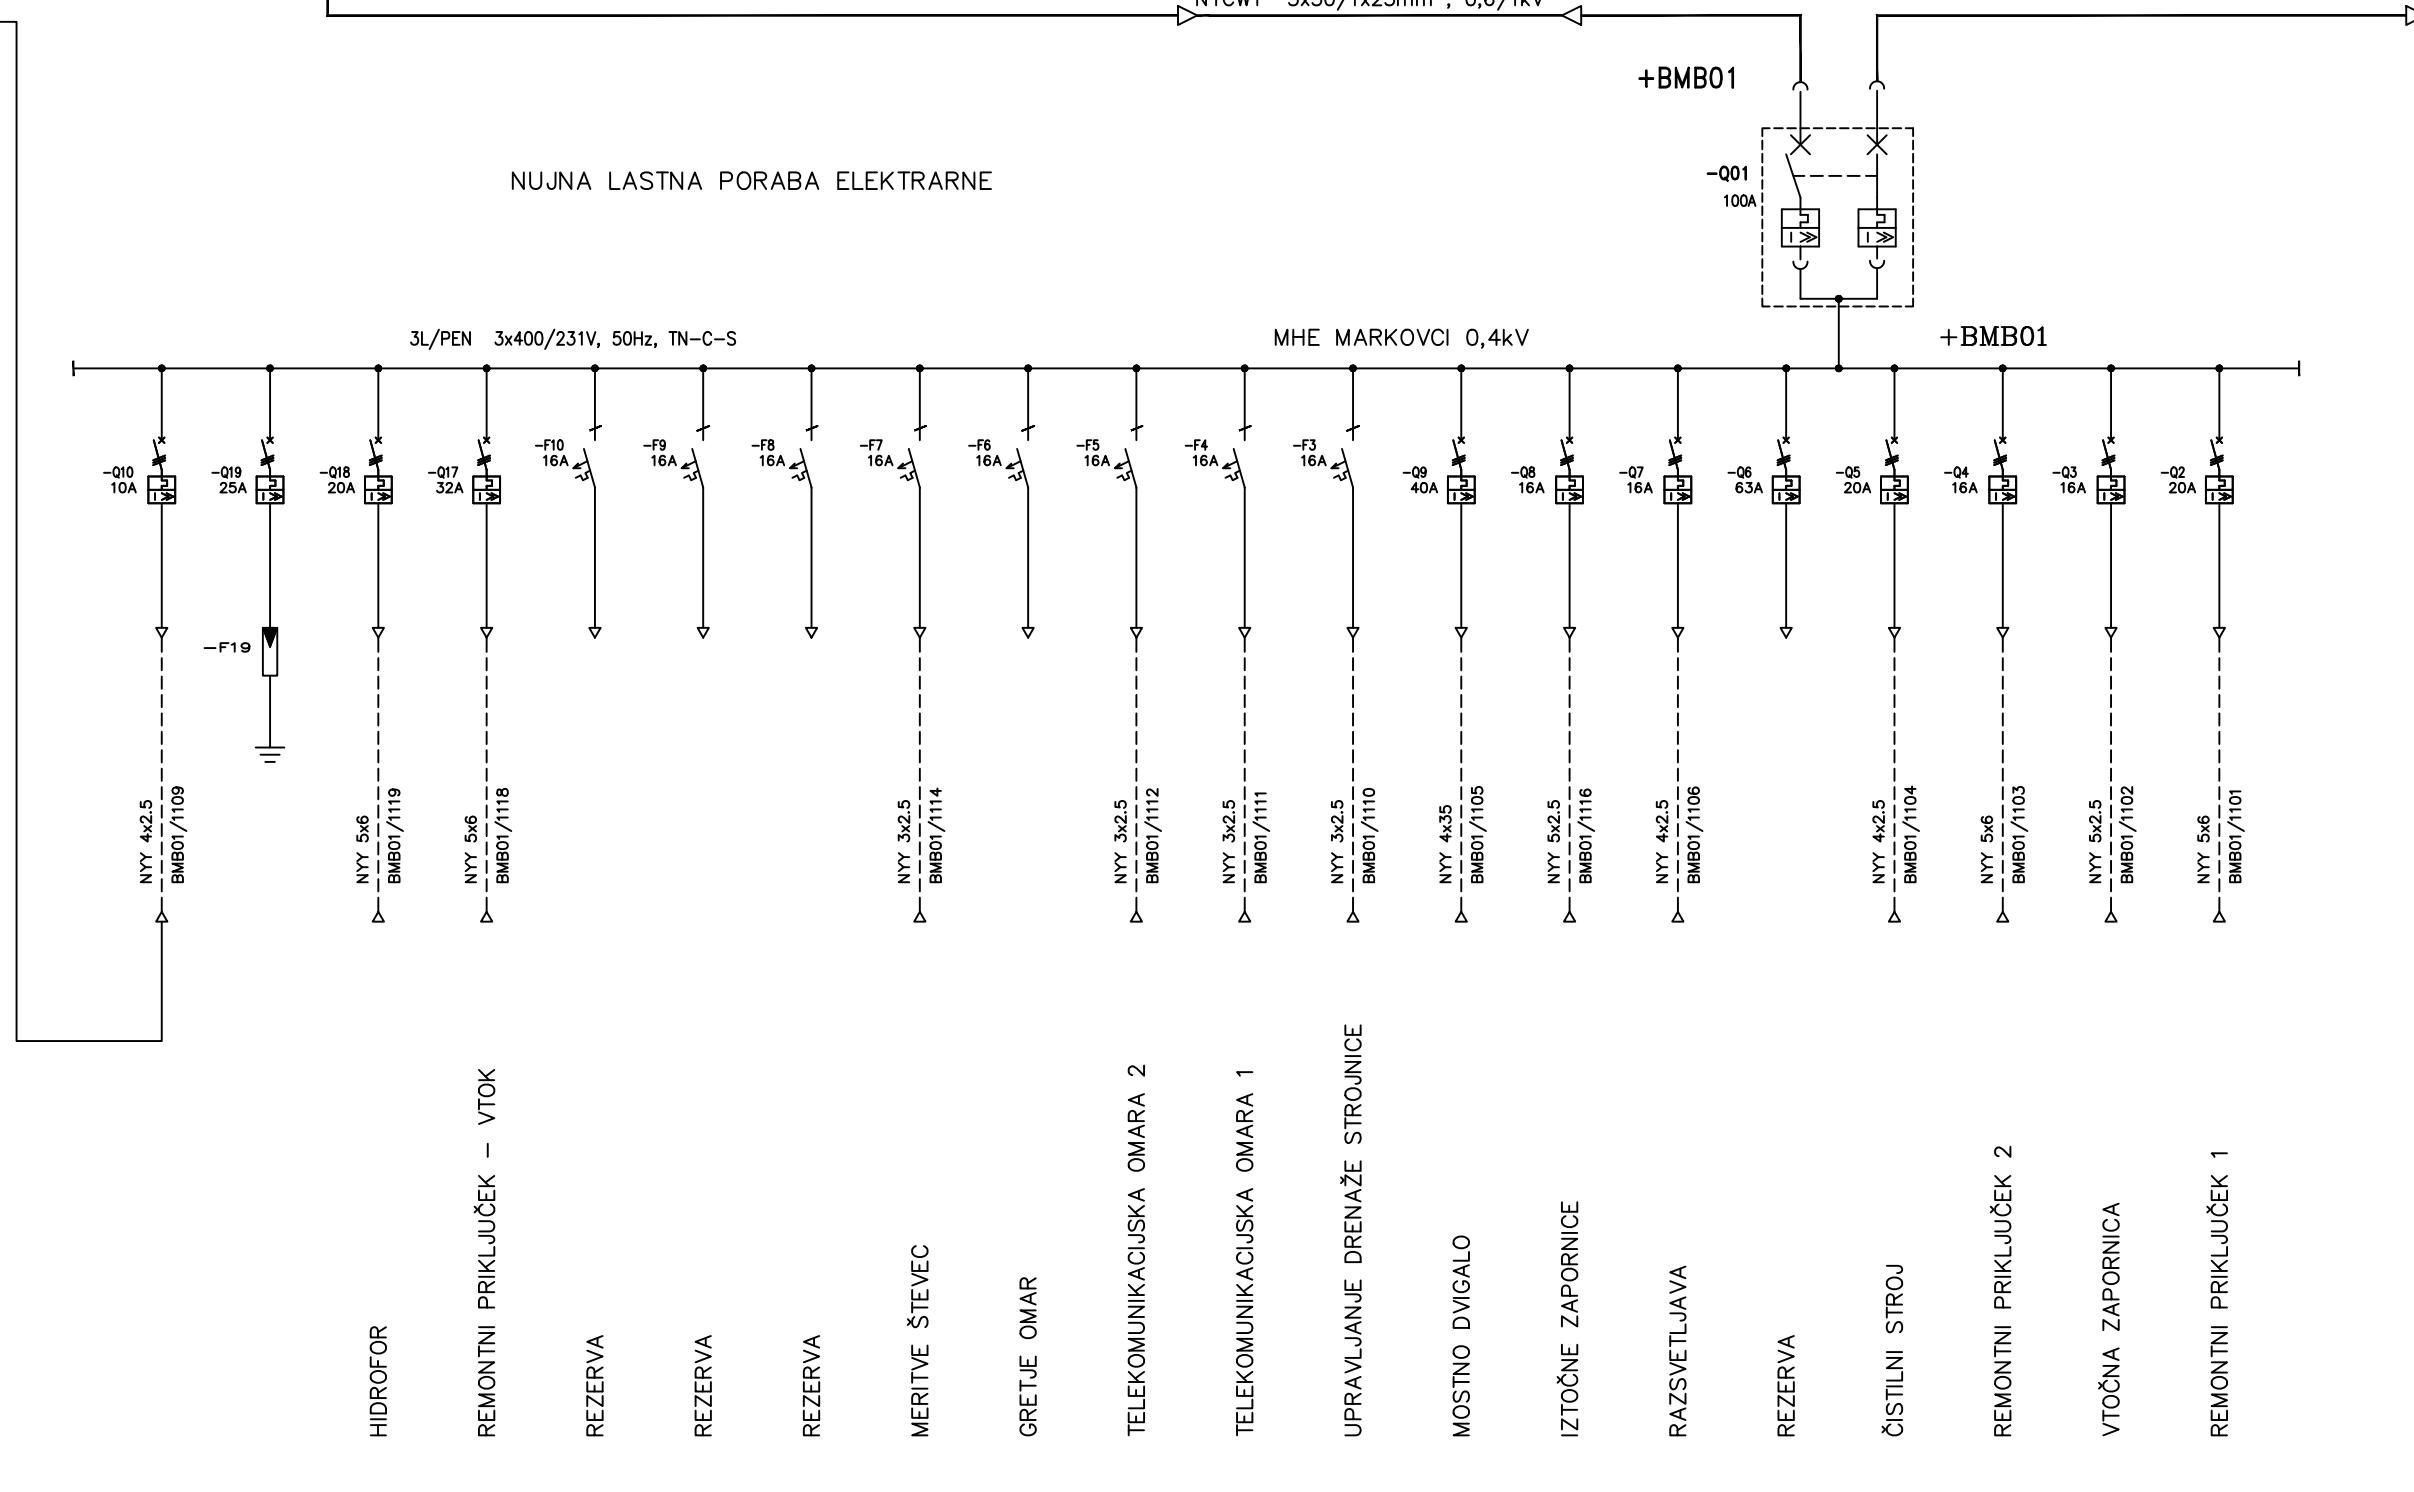 +BMB01
-Q01
100A
NUJNA LASTNA PORABA ELEKTRARNE
3L/PEN 3x400/231V, 50Hz, TN-C-S
MHE MARKOVCI 0,4kV
+BMB01
-Q10
10A
-Q19
25A
-Q18
20A
-Q17
32A
-F10
16A
-F9
16A
-F8
16A
-F7
16A
-F6
16A
-F5
16A
-F4
16A
-F3
16A
-Q9
40A
-Q8
16A
-Q7
16A
-Q6
63A
-Q5
20A
-Q4
16A
-Q3
16A
-Q2
20A
-F19
NYY 4x2.5
BMB01/1109
NYY 5x6
BMB01/1119
NYY 5x6
BMB01/1118
NYY 3x2.5
BMB01/1114
NYY 3x2.5
BMB01/1112
NYY 3x2.5
BMB01/1111
NYY 3x2.5
BMB01/1110
NYY 4x35
BMB01/1105
NYY 5x2.5
BMB01/1116
NYY 4x2.5
BMB01/1106
NYY 4x2.5
BMB01/1104
NYY 5x6
BMB01/1103
NYY 5x2.5
BMB01/1102
NYY 5x6
BMB01/1101
HIDROFOR
REMONTNI PRIKLJUČEK - VTOK
REZERVA
REZERVA
REZERVA
MERITVE ŠTEVEC
GRETJE OMAR
TELEKOMUNIKACIJSKA OMARA 2
TELEKOMUNIKACIJSKA OMARA 1
UPRAVLJANJE DRENAŽE STROJNICE
MOSTNO DVIGALO
IZTOČNE ZAPORNICE
RAZSVETLJAVA
REZERVA
ČISTILNI STROJ
REMONTNI PRIKLJUČEK 2
VTOČNA ZAPORNICA
REMONTNI PRIKLJUČEK 1